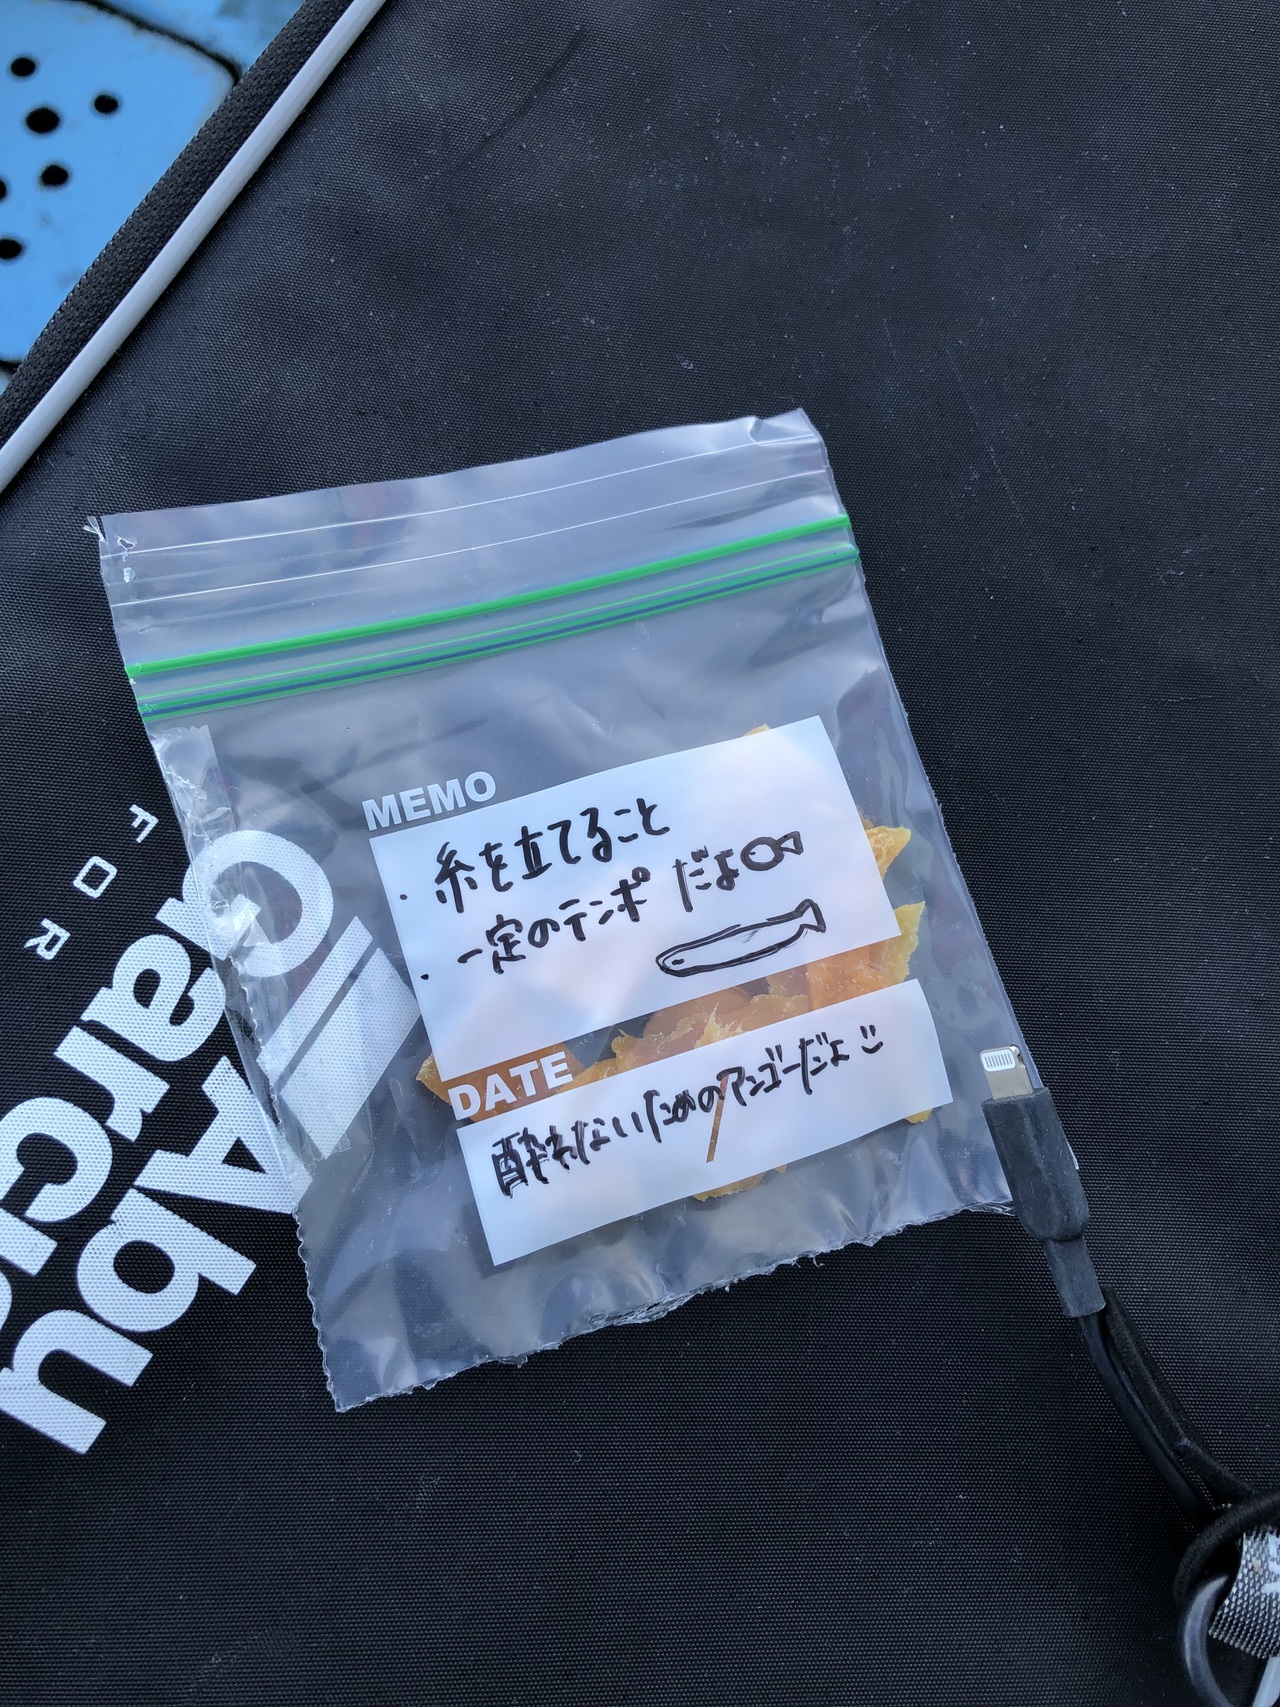 MEMO
・糸を立てること
・一定のテンポ だよ
DATE
酔わないためのアンゴーだよ
FOR
Garcia
Abu